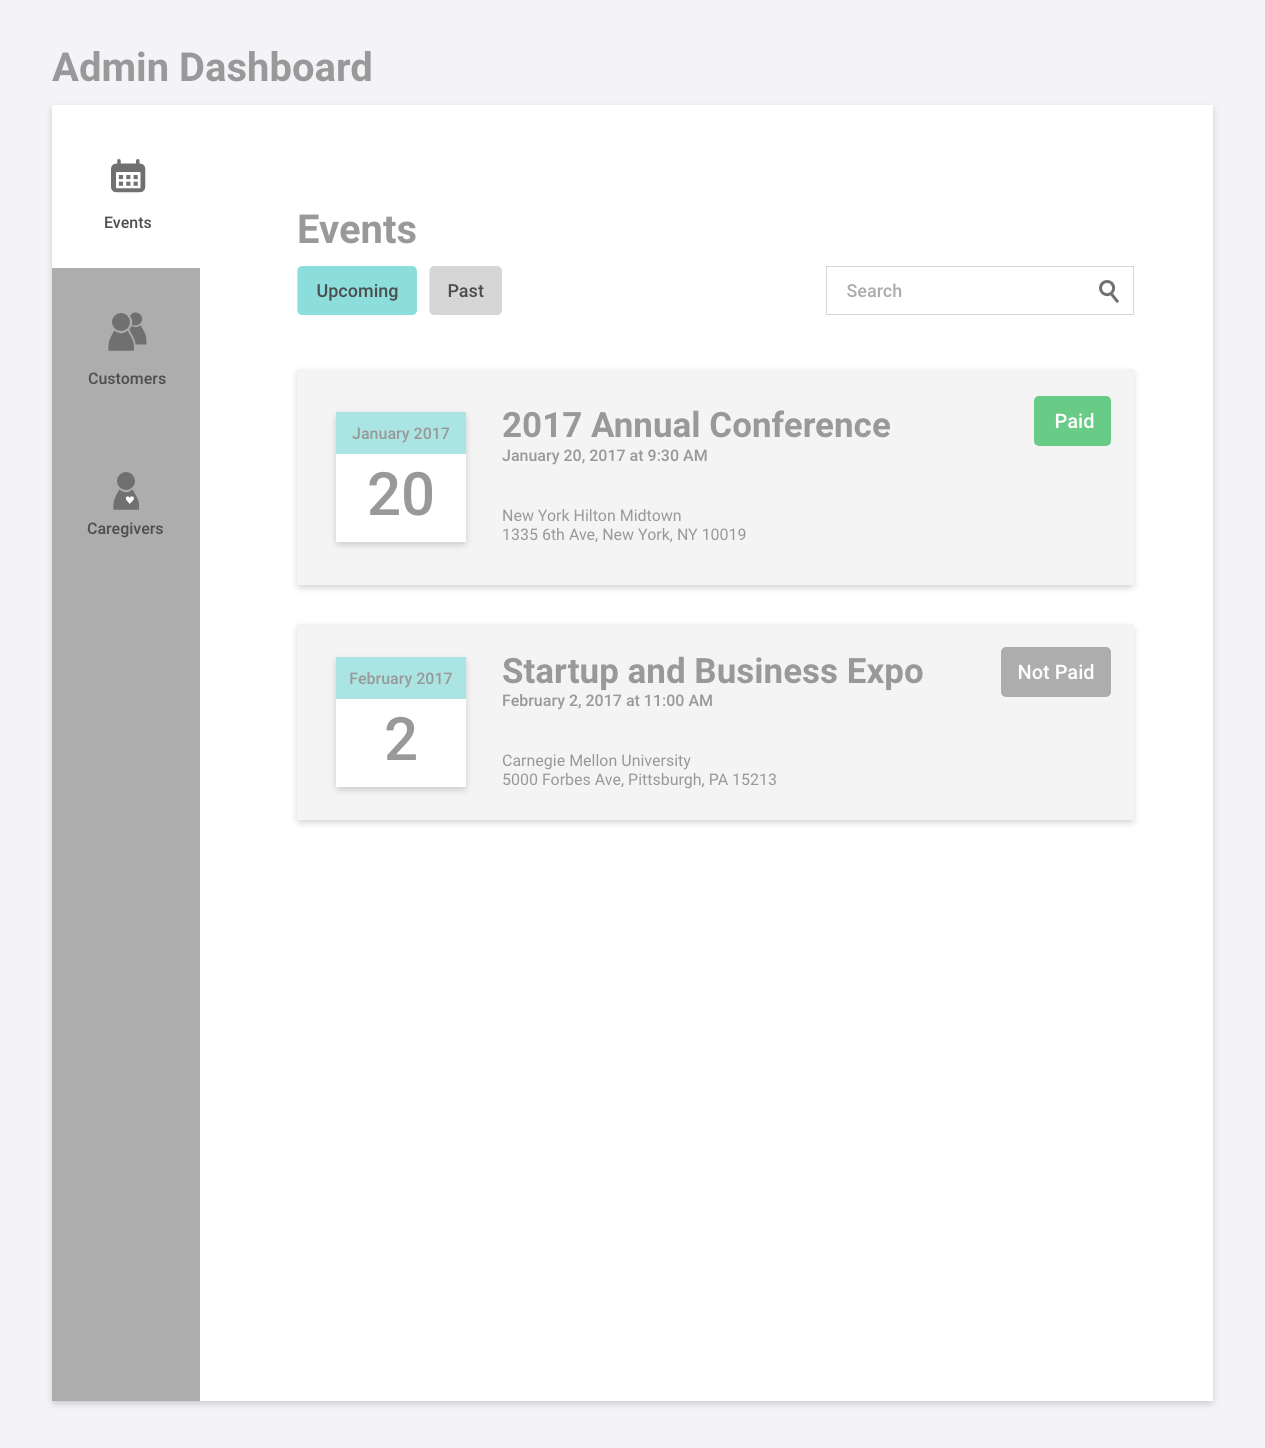 Admin Dashboard
Events
Customers
Caregivers
Events
Upcoming
Past
Search
January 2017
20
2017 Annual Conference
January 20, 2017 at 9:30 AM
New York Hilton Midtown
1335 6th Ave, New York, NY 10019
Paid
February 2017
2
Startup and Business Expo
February 2, 2017 at 11:00 AM
Carnegie Mellon University
5000 Forbes Ave, Pittsburgh, PA 15213
Not Paid